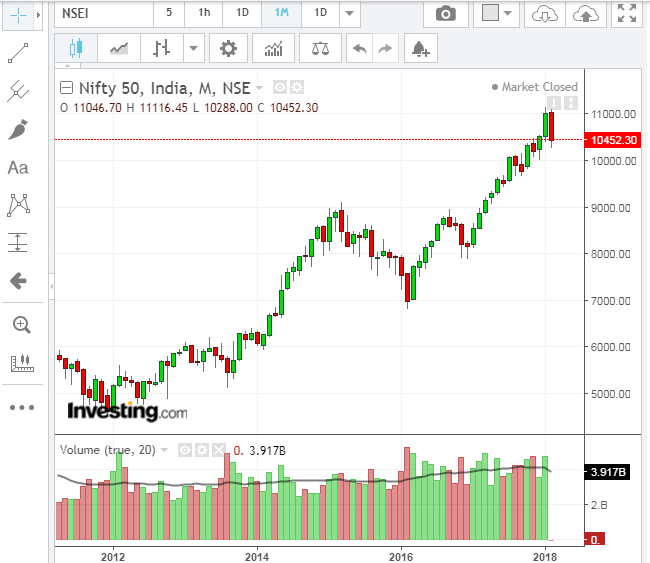 NSEI 5 1h 1D 1M 1D
Nifty 50, India, M, NSE
Market Closed
O 11046.70 H 11116.45 L 10288.00 C 10452.30
Aa
11000.00
10452.30
10000.00
9000.00
8000.00
7000.00
6000.00
5000.00
Investing.com
Volume (true, 20) 0. 3.917B
3.917B
2.B
0.
2012 2014 2016 2018